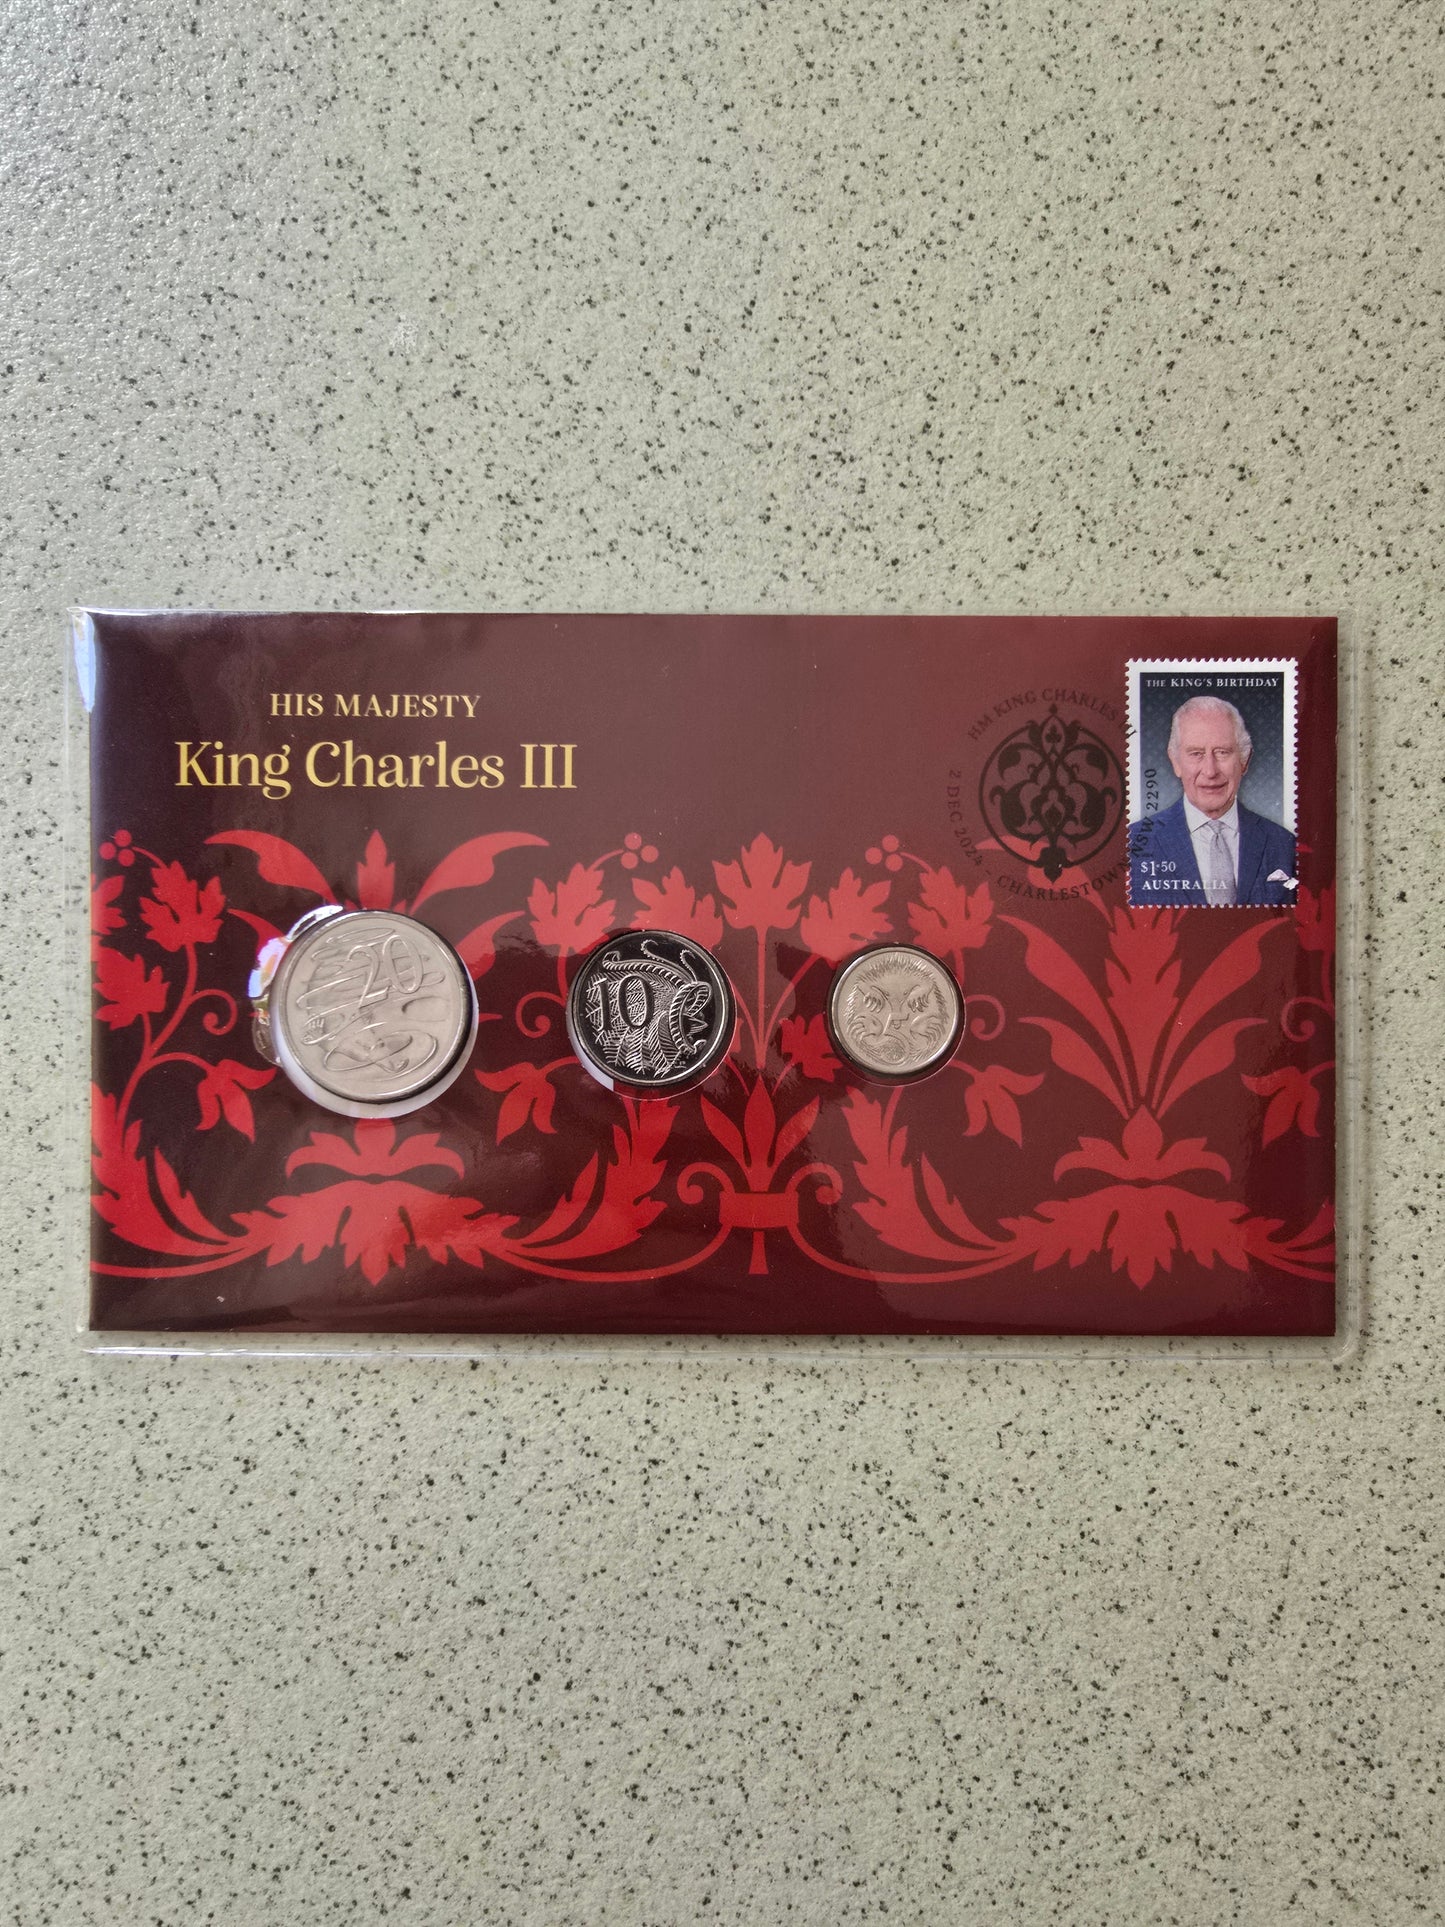 HIS MAJESTY
King Charles III
HM KING CHARLES III
2 DEC 2024 - CHARLESTOWN NSW 2290
THE KING'S BIRTHDAY
$1.50
AUSTRALIA
20
10
5